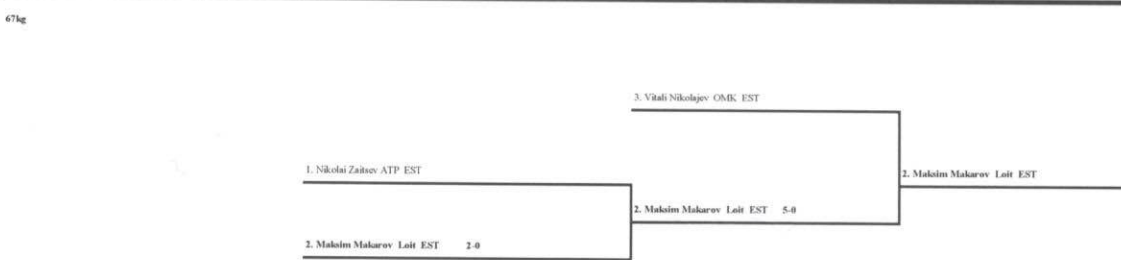 67kg
3. Vitali Nikolajev OMK EST
1. Nikolai Zaitsev ATP EST
2. Maksim Makarov Loit EST
2. Maksim Makarov Loit EST 5-0
2. Maksim Makarov Loit EST 2-0